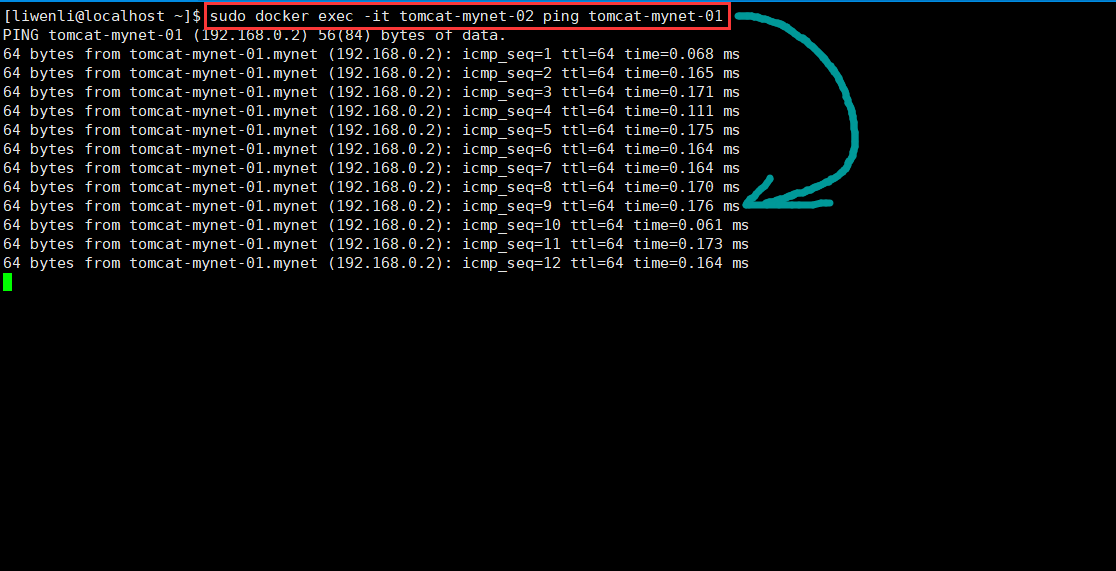 [liwenli@localhost ~]$ sudo docker exec -it tomcat-mynet-02 ping tomcat-mynet-01
PING tomcat-mynet-01 (192.168.0.2) 56(84) bytes of data.
64 bytes from tomcat-mynet-01.mynet (192.168.0.2): icmp_seq=1 ttl=64 time=0.068 ms
64 bytes from tomcat-mynet-01.mynet (192.168.0.2): icmp_seq=2 ttl=64 time=0.165 ms
64 bytes from tomcat-mynet-01.mynet (192.168.0.2): icmp_seq=3 ttl=64 time=0.171 ms
64 bytes from tomcat-mynet-01.mynet (192.168.0.2): icmp_seq=4 ttl=64 time=0.111 ms
64 bytes from tomcat-mynet-01.mynet (192.168.0.2): icmp_seq=5 ttl=64 time=0.175 ms
64 bytes from tomcat-mynet-01.mynet (192.168.0.2): icmp_seq=6 ttl=64 time=0.164 ms
64 bytes from tomcat-mynet-01.mynet (192.168.0.2): icmp_seq=7 ttl=64 time=0.164 ms
64 bytes from tomcat-mynet-01.mynet (192.168.0.2): icmp_seq=8 ttl=64 time=0.170 ms
64 bytes from tomcat-mynet-01.mynet (192.168.0.2): icmp_seq=9 ttl=64 time=0.176 ms
64 bytes from tomcat-mynet-01.mynet (192.168.0.2): icmp_seq=10 ttl=64 time=0.061 ms
64 bytes from tomcat-mynet-01.mynet (192.168.0.2): icmp_seq=11 ttl=64 time=0.173 ms
64 bytes from tomcat-mynet-01.mynet (192.168.0.2): icmp_seq=12 ttl=64 time=0.164 ms